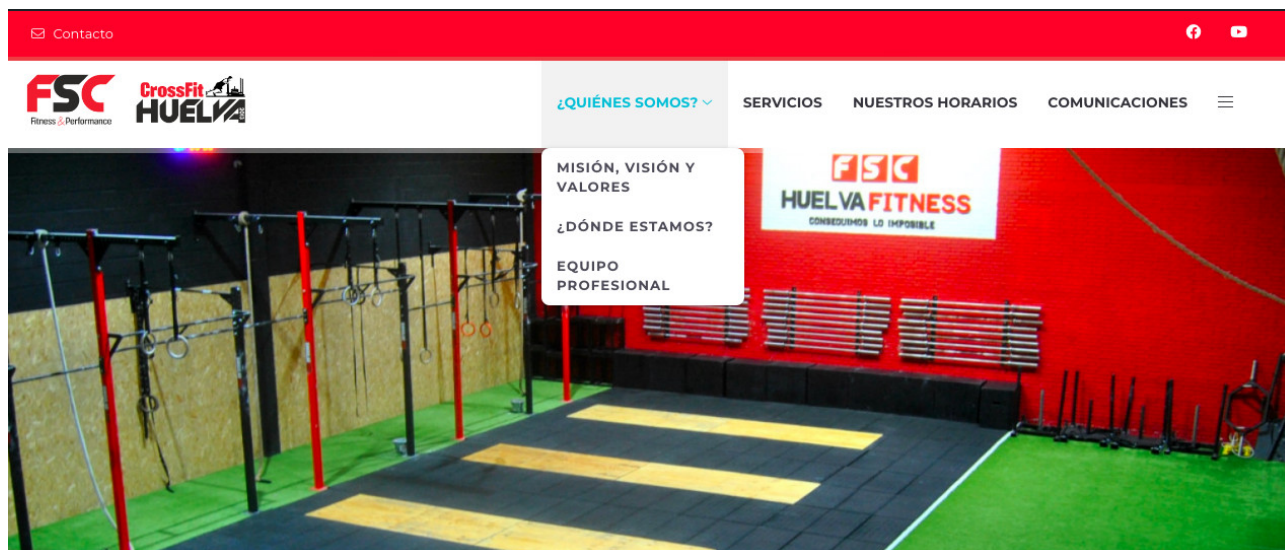 Contacto
FSC
Fitness & Performance
CrossFit
HUELVA
¿QUIÉNES SOMOS?
SERVICIOS
NUESTROS HORARIOS
COMUNICACIONES
MISIÓN, VISIÓN Y
VALORES
¿DÓNDE ESTAMOS?
EQUIPO
PROFESIONAL
FSC
HUELVA FITNESS
CONSEGUIMOS LO IMPOSIBLE